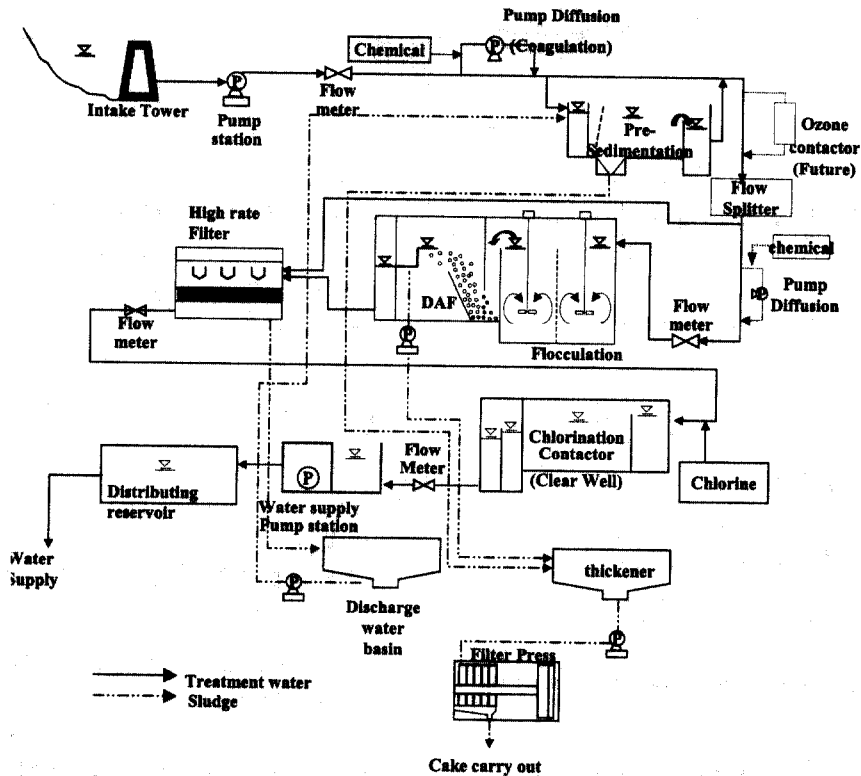 Pump Diffusion
(Coagulation)
Chemical
P
Intake Tower
P
Pump
station
Flow
meter
Pre-
Sedimentation
Ozone
contactor
(Future)
Flow
Splitter
High rate
Filter
chemical
P
Pump
Diffusion
Flow
meter
DAF
P
Flocculation
Flow
meter
Chlorination
Contactor
(Clear Well)
Chlorine
Flow
Meter
P
Water supply
Pump station
Distributing
reservoir
Water
Supply
P
Discharge
water
basin
thickener
P
Filter Press
Treatment water
Sludge
Cake carry out